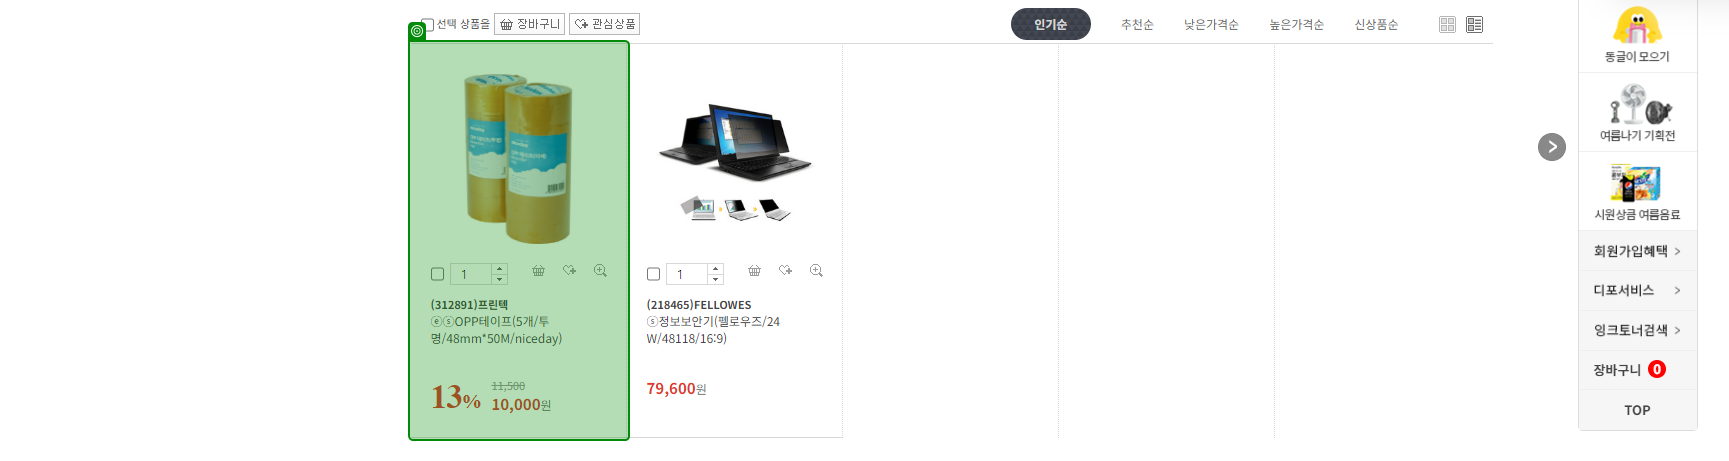 선택 상품을 장바구니 관심상품
인기순 추천순 낮은가격순 높은가격순 신상품순
1
(312891)프린텍
ⓔⓢOPP테이프(5개/투
명/48mm*50M/niceday)
13% 11,500
10,000원
1
(218465)FELLOWES
ⓢ정보보안기(펠로우즈/24
W/48118/16:9)
79,600원
동글이 모으기
여름나기 기획전
시원상큼 여름음료
회원가입혜택 >
디포서비스 >
잉크토너검색 >
장바구니 0
TOP